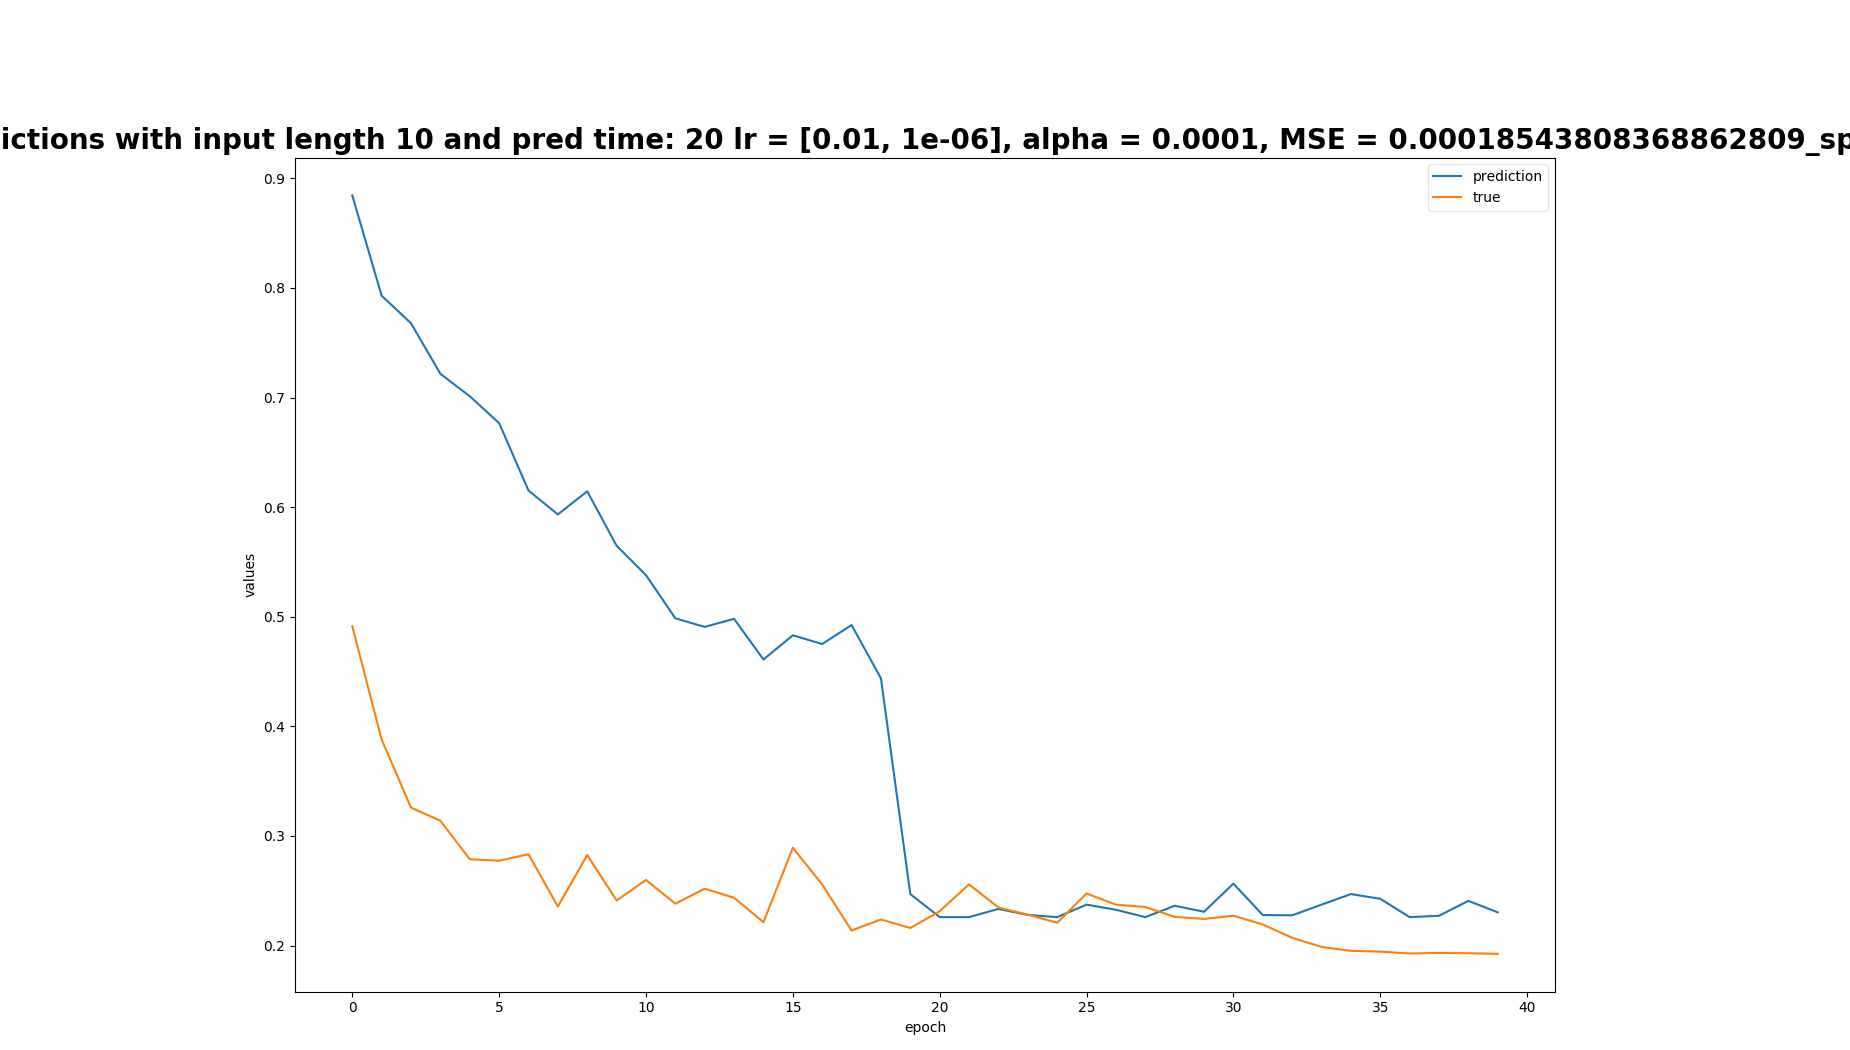 ictions with input length 10 and pred time: 20 lr = [0.01, 1e-06], alpha = 0.0001, MSE = 0.00018543808368862809_sp
prediction
true
0.9
0.8
0.7
0.6
0.5
0.4
0.3
0.2
values
0 5 10 15 20 25 30 35 40
epoch